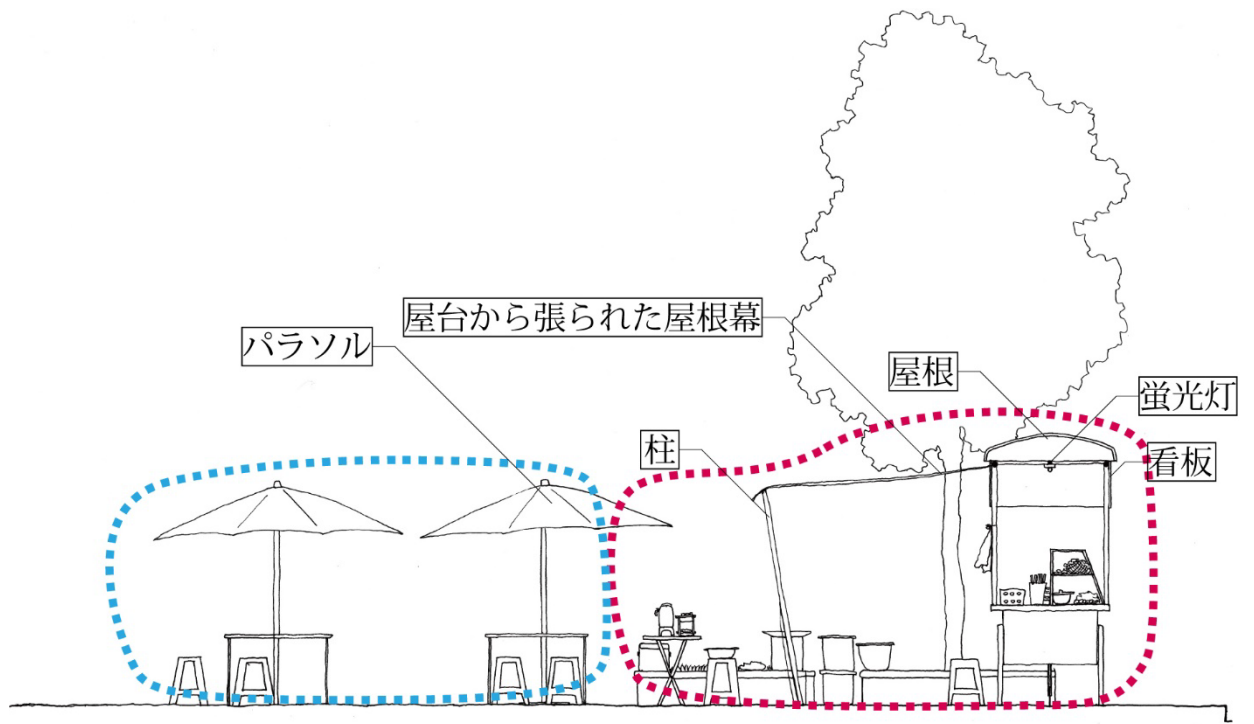 屋台から張られた屋根幕
パラソル
屋根
蛍光灯
柱
看板